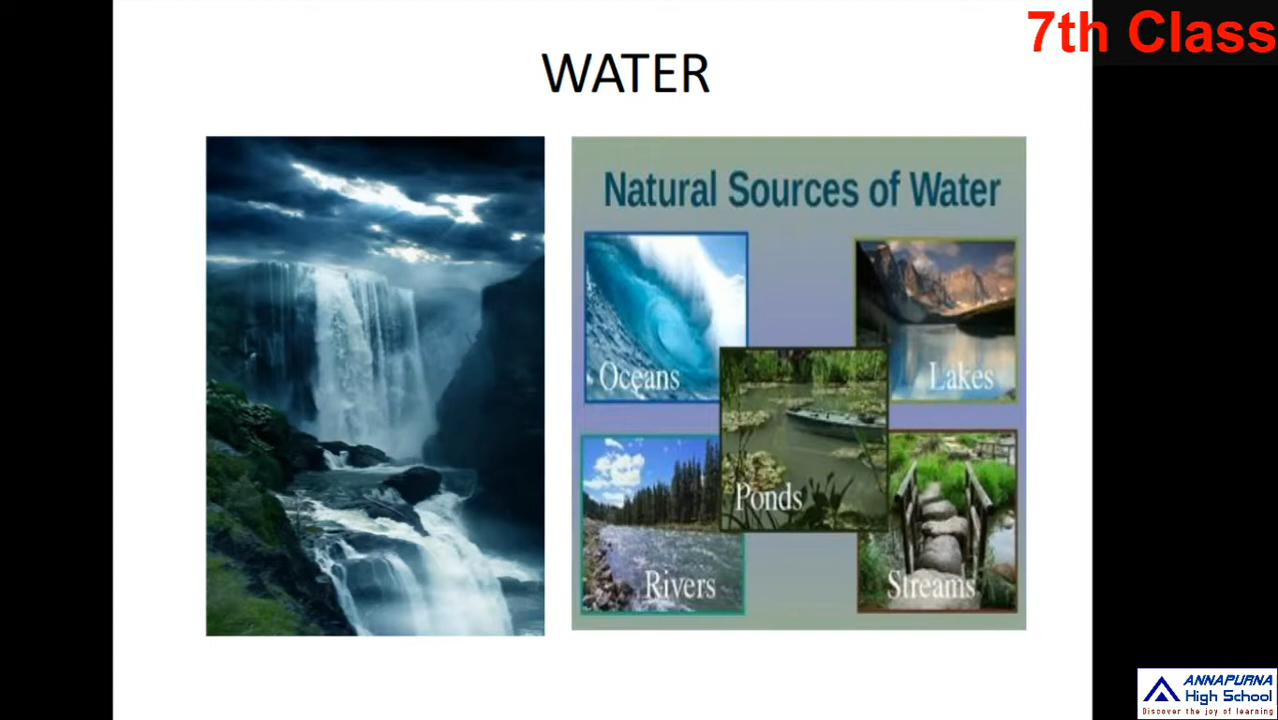 7th Class
WATER
Natural Sources of Water
Oceans
Lakes
Ponds
Rivers
Streams
ANNAPURNA
High School
Discover the joy of learning